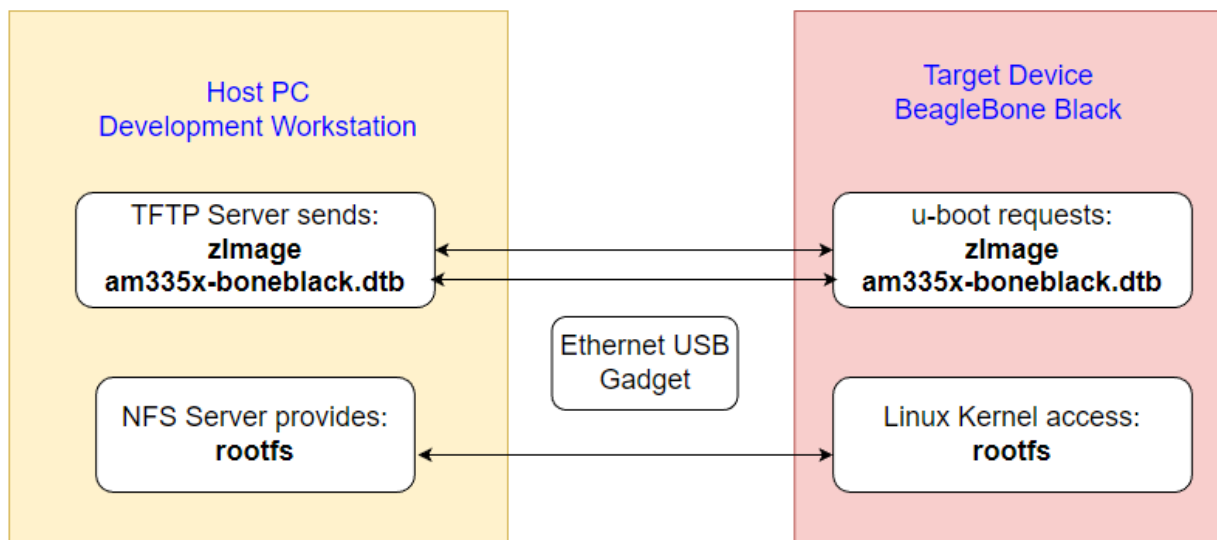 Host PC
Development Workstation
TFTP Server sends:
zImage
am335x-boneblack.dtb
NFS Server provides:
rootfs
Ethernet USB
Gadget
Target Device
BeagleBone Black
u-boot requests:
zImage
am335x-boneblack.dtb
Linux Kernel access:
rootfs